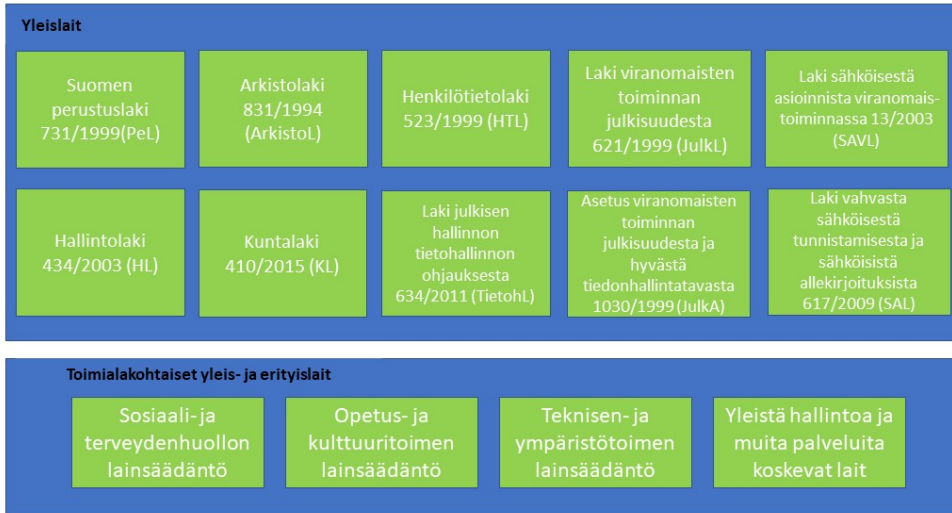 Yleislait
Suomen
perustuslaki
731/1999(PeL)
Arkistolaki
831/1994
(ArkistoL)
Henkilötietolaki
523/1999 (HTL)
Laki viranomaisten
toiminnan
julkisuudesta
621/1999 (JulkL)
Laki sähköisestä
asioinnista viranomais-
toiminnassa 13/2003
(SAVL)
Hallintolaki
434/2003 (HL)
Kuntalaki
410/2015 (KL)
Laki julkisen
hallinnon
tietohallinnon
ohjauksesta
634/2011 (TietohL)
Asetus viranomaisten
toiminnan
julkisuudesta ja
hyvästä
tiedonhallintatavasta
1030/1999 (JulkA)
Laki vahvasta
sähköisestä
tunnistamisesta ja
sähköisistä
allekirjoituksista
617/2009 (SAL)
Toimialakohtaiset yleis- ja erityislait
Sosiaali- ja
terveydenhuollon
lainsäädäntö
Opetus- ja
kulttuuritoimen
lainsäädäntö
Teknisen- ja
ympäristötoimen
lainsäädäntö
Yleistä hallintoa ja
muita palveluita
koskevat lait